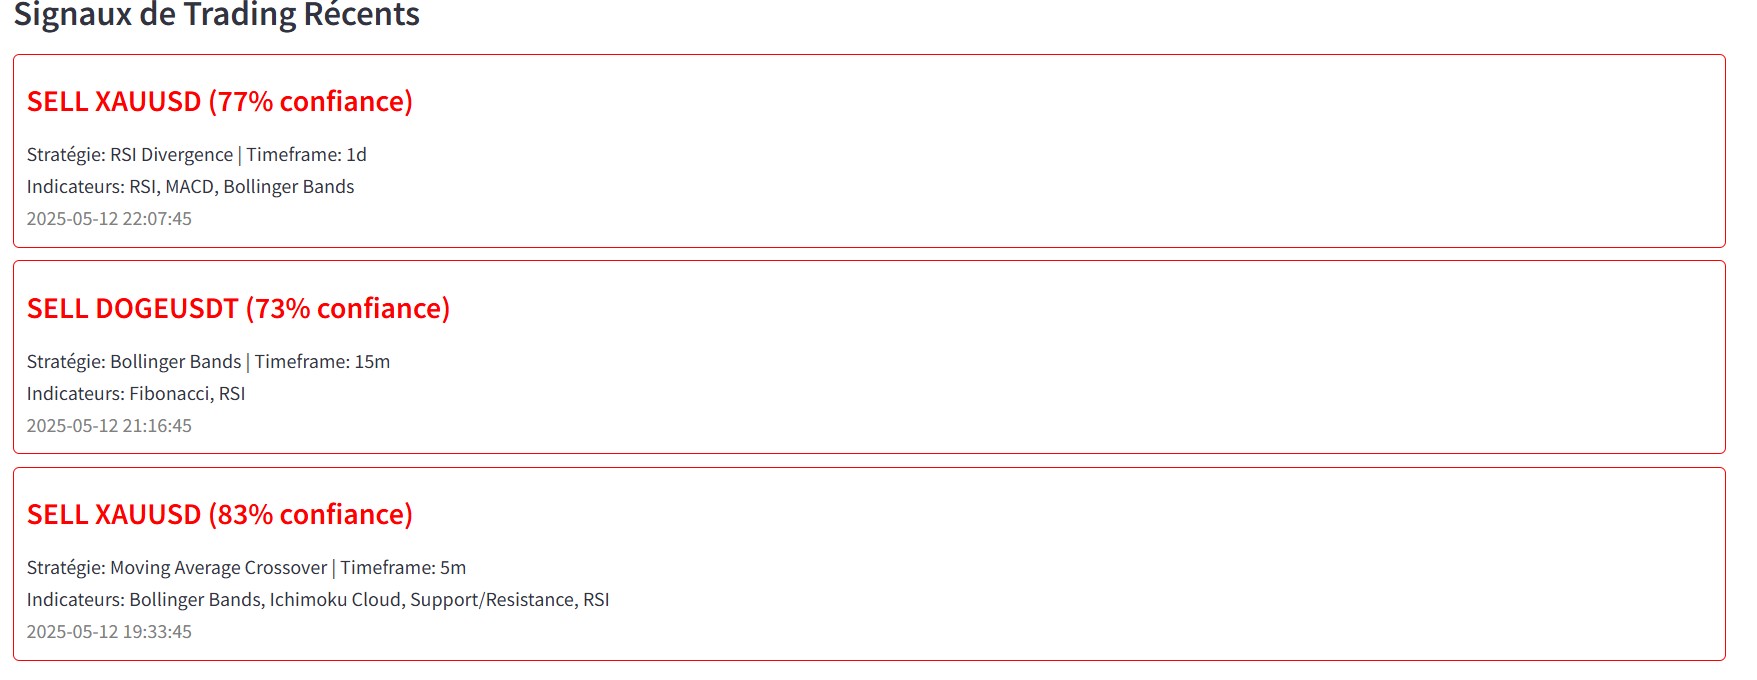 Signaux de Trading Récents
SELL XAUUSD (77% confiance)
Stratégie: RSI Divergence | Timeframe: 1d
Indicateurs: RSI, MACD, Bollinger Bands
2025-05-12 22:07:45
SELL DOGEUSDT (73% confiance)
Stratégie: Bollinger Bands | Timeframe: 15m
Indicateurs: Fibonacci, RSI
2025-05-12 21:16:45
SELL XAUUSD (83% confiance)
Stratégie: Moving Average Crossover | Timeframe: 5m
Indicateurs: Bollinger Bands, Ichimoku Cloud, Support/Resistance, RSI
2025-05-12 19:33:45